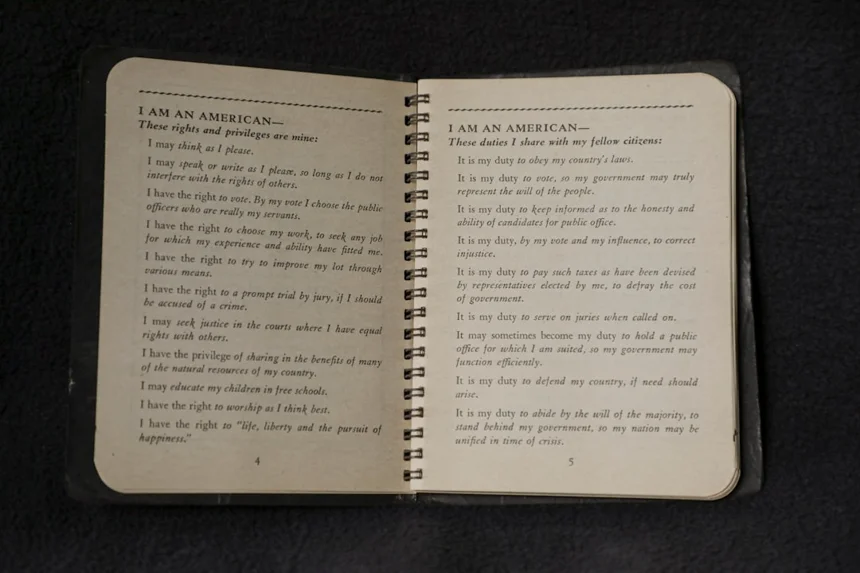 I AM AN AMERICAN—
These rights and privileges are mine:
I may think as I please.
I may speak or write as I please, so long as I do not
interfere with the rights of others.
I have the right to vote. By my vote I choose the public
officers who are really my servants.
I have the right to choose my work, to seek any job
for which my experience and ability have fitted me.
I have the right to try to improve my lot through
various means.
I have the right to a prompt trial by jury, if I should
be accused of a crime.
I may seek justice in the courts where I have equal
rights with others.
I have the privilege of sharing in the benefits of many
of the natural resources of my country.
I may educate my children in free schools.
I have the right to worship as I think best.
I have the right to "life, liberty and the pursuit of
happiness."
4
I AM AN AMERICAN—
These duties I share with my fellow citizens:
It is my duty to obey my country's laws.
It is my duty to vote, so my government may truly
represent the will of the people.
It is my duty to keep informed as to the honesty and
ability of candidates for public office.
It is my duty, by my vote and my influence, to correct
injustice.
It is my duty to pay such taxes as have been devised
by representatives elected by me, to defray the cost
of government.
It is my duty to serve on juries when called on.
It may sometimes become my duty to hold a public
office for which I am suited, so my government may
function efficiently.
It is my duty to defend my country, if need should
arise.
It is my duty to abide by the will of the majority, to
stand behind my government, so my nation may be
unified in time of crisis.
5